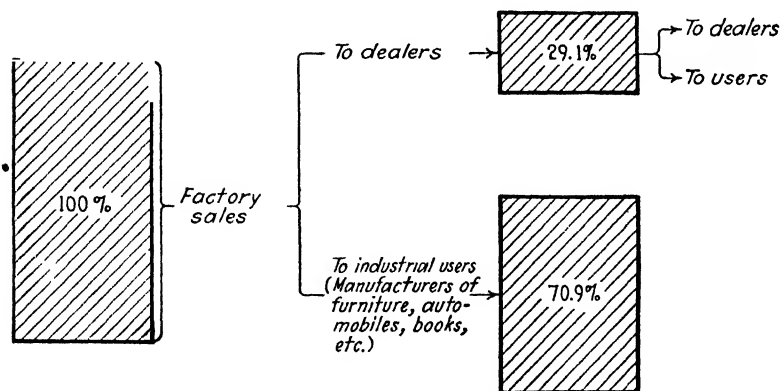 100%
Factory
sales
To dealers
29.1%
To dealers
To users
To industrial users
(Manufacturers of
furniture, auto-
mobiles, books,
etc.)
70.9%